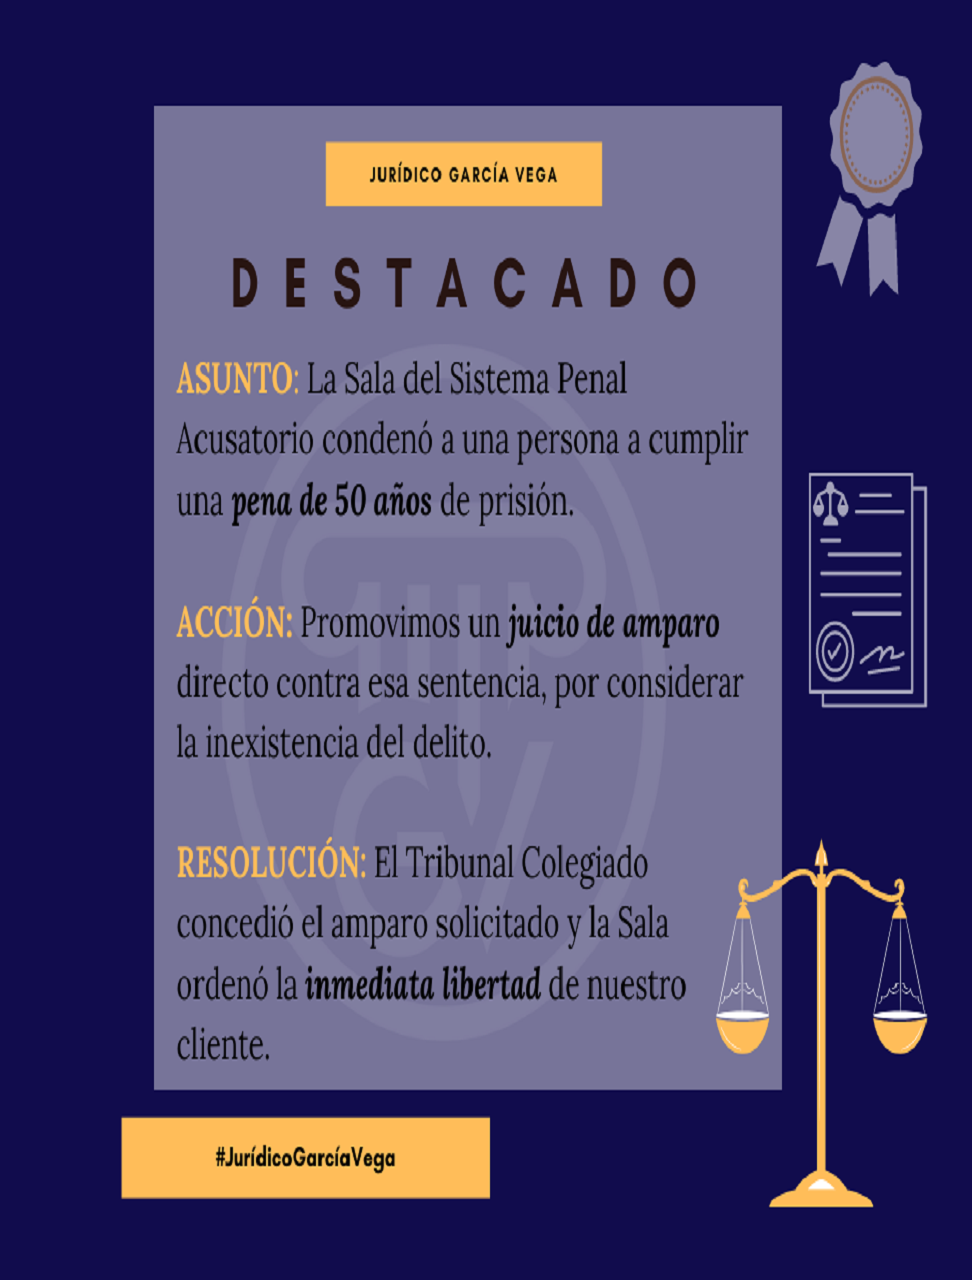 JURÍDICO GARCÍA VEGA
DESTACADO
ASUNTO: La Sala del Sistema Penal
Acusatorio condenó a una persona a cumplir
una pena de 50 años de prisión.
ACCIÓN: Promovimos un juicio de amparo
directo contra esa sentencia, por considerar
la inexistencia del delito.
RESOLUCIÓN: El Tribunal Colegiado
concedió el amparo solicitado y la Sala
ordenó la inmediata libertad de nuestro
cliente.
#JurídicoGarcíaVega